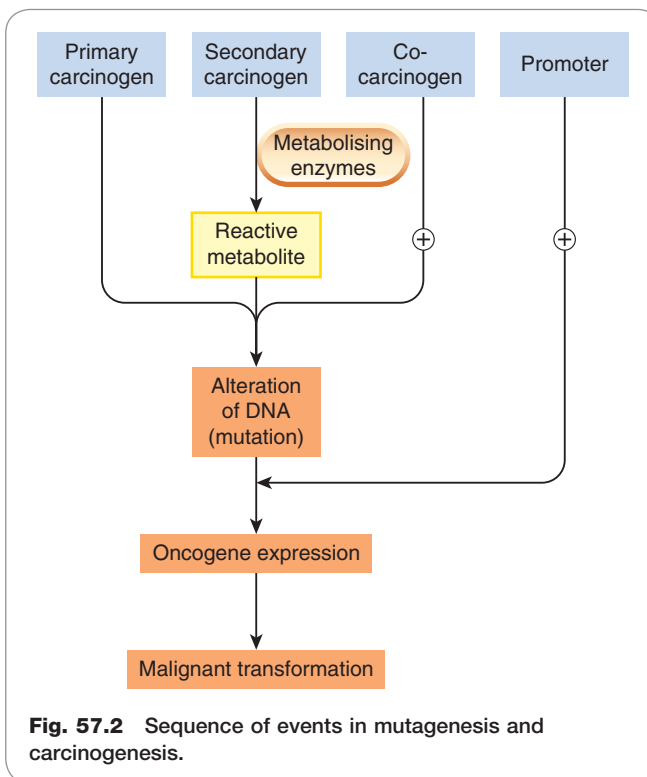 Primary
carcinogen
Secondary
carcinogen
Co-
carcinogen
Promoter
Metabolising
enzymes
Reactive
metabolite
+
+
Alteration
of DNA
(mutation)
Oncogene expression
Malignant transformation
Fig. 57.2 Sequence of events in mutagenesis and
carcinogenesis.